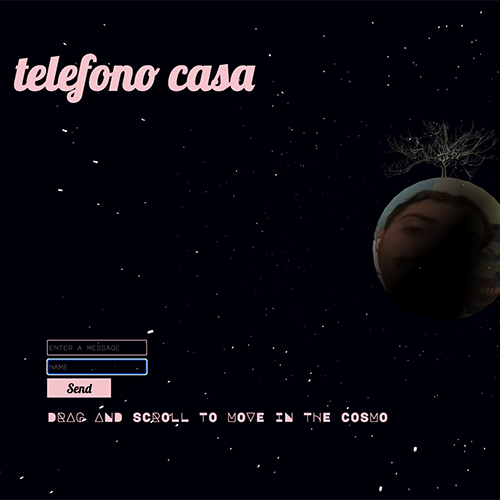 telefono casa
ENTER A MESSAGE
NAME
Send
DRAG AND SCROLL TO MOVE IN THE COSMO